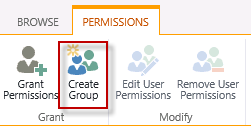 BROWSE PERMISSIONS
Grant Create Edit User Remove User
Permissions Group Permissions Permissions
Grant Modify